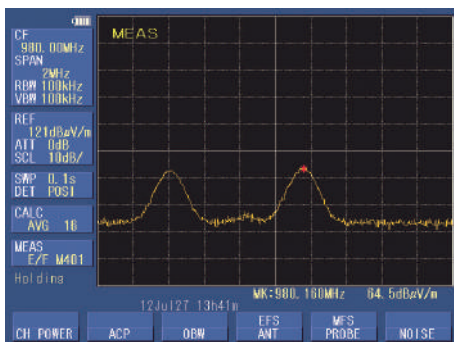 CF
980.00MHz
SPAN
2MHz
RBW 100kHz
VBW 100kHz
REF
121dBμV/m
ATT 0dB
SCL 10dB/
SWP 0.1s
DET POSI
CALC
AVG 16
MEAS
E/F M401
Holding
MEAS
MK:980.160MHz 64.5dBμV/m
12Jul27 13h41m
CH POWER
ACP
OBW
EFS
ANT
MFS
PROBE
NOISE